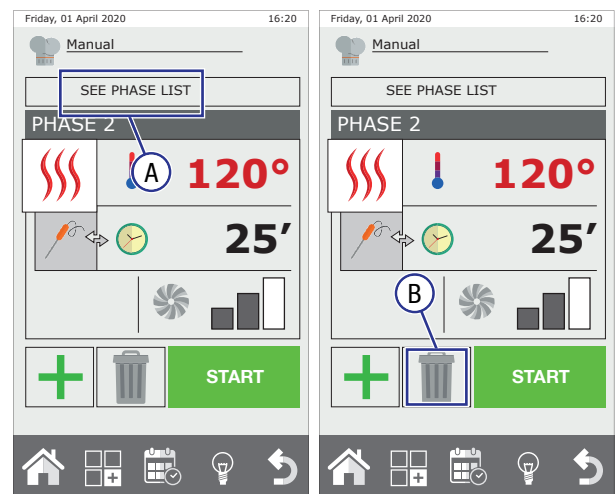 Friday, 01 April 2020 16:20
Manual
SEE PHASE LIST
PHASE 2
A
120°
25′
START
Friday, 01 April 2020 16:20
Manual
SEE PHASE LIST
PHASE 2
120°
25′
B
START